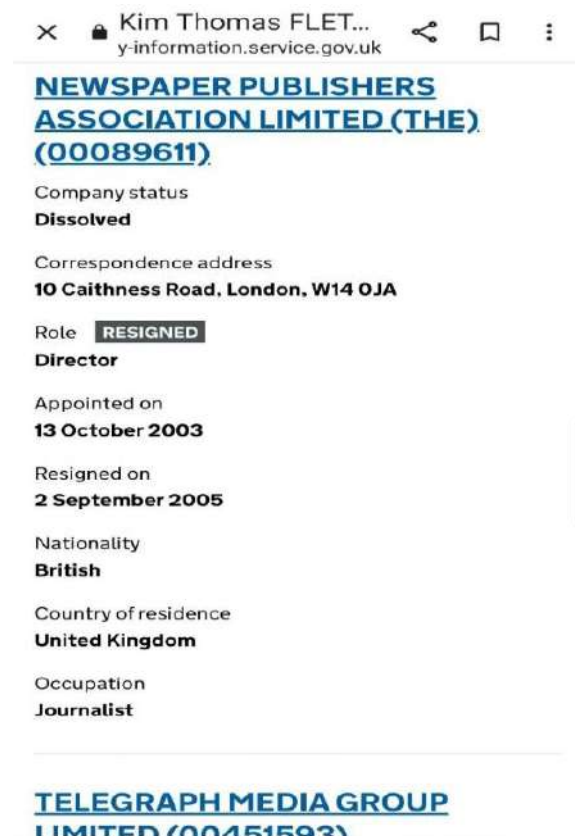 Kim Thomas FLET...
y-information.service.gov.uk
NEWSPAPER PUBLISHERS
ASSOCIATION LIMITED (THE)
(00089611)
Company status
Dissolved
Correspondence address
10 Caithness Road, London, W14 0JA
Role RESIGNED
Director
Appointed on
13 October 2003
Resigned on
2 September 2005
Nationality
British
Country of residence
United Kingdom
Occupation
Journalist
TELEGRAPH MEDIA GROUP
LIMITED (00451593)